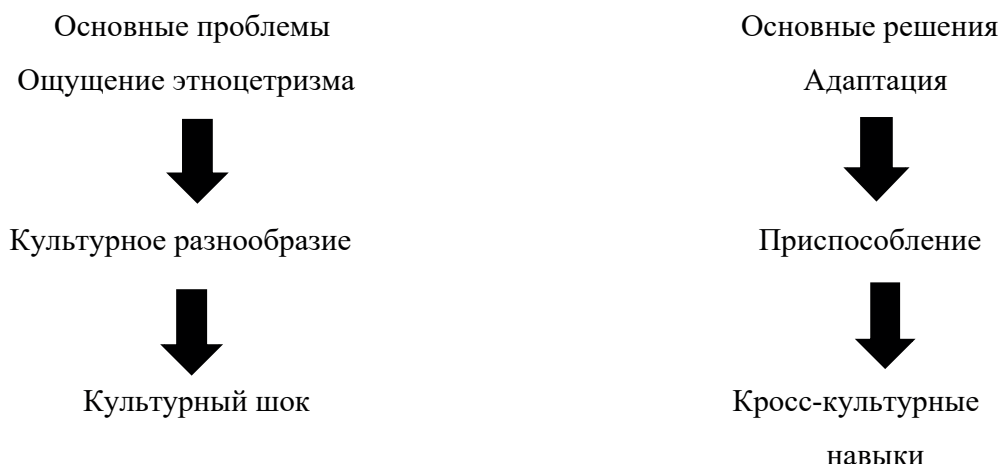 Основные проблемы
Ощущение этноцетризма
Культурное разнообразие
Культурный шок
Основные решения
Адаптация
Приспособление
Кросс-культурные
навыки